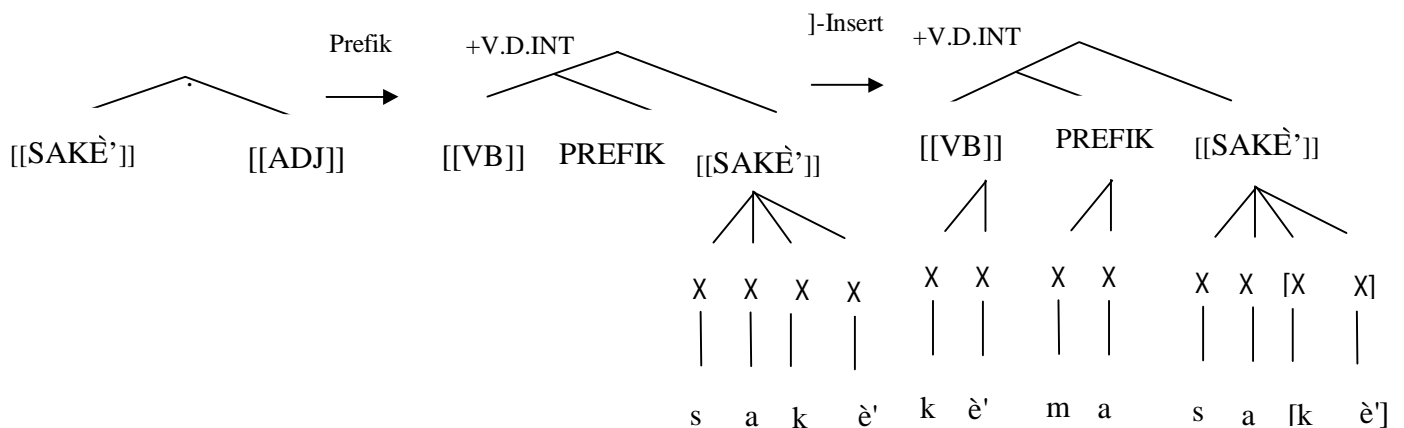 Prefik +V.D.INT ]-Insert +V.D.INT
[[SAKÈ’]] [[ADJ]] [[VB]] PREFIK [[SAKÈ’]] [[VB]] PREFIK [[SAKÈ’]]
X X X X X X X X X X [X X]
s a k è' k è' m a s a [k è']